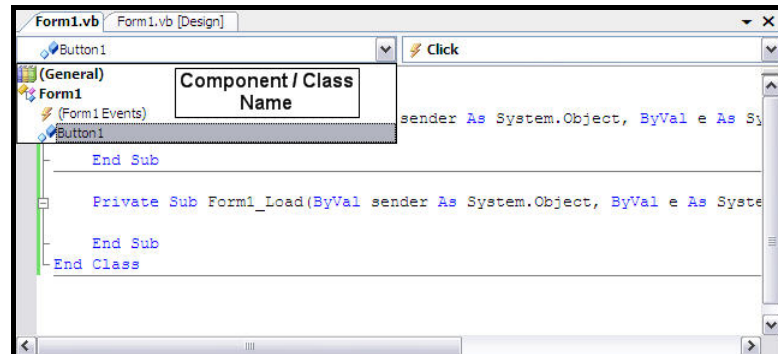 Form1.vb Form1.vb [Design]
Button1 Click
(General)
Form1
(Form1 Events)
Button1
Component / Class
Name
sender As System.Object, ByVal e As Sy
End Sub
Private Sub Form1_Load(ByVal sender As System.Object, ByVal e As Syste
End Sub
End Class